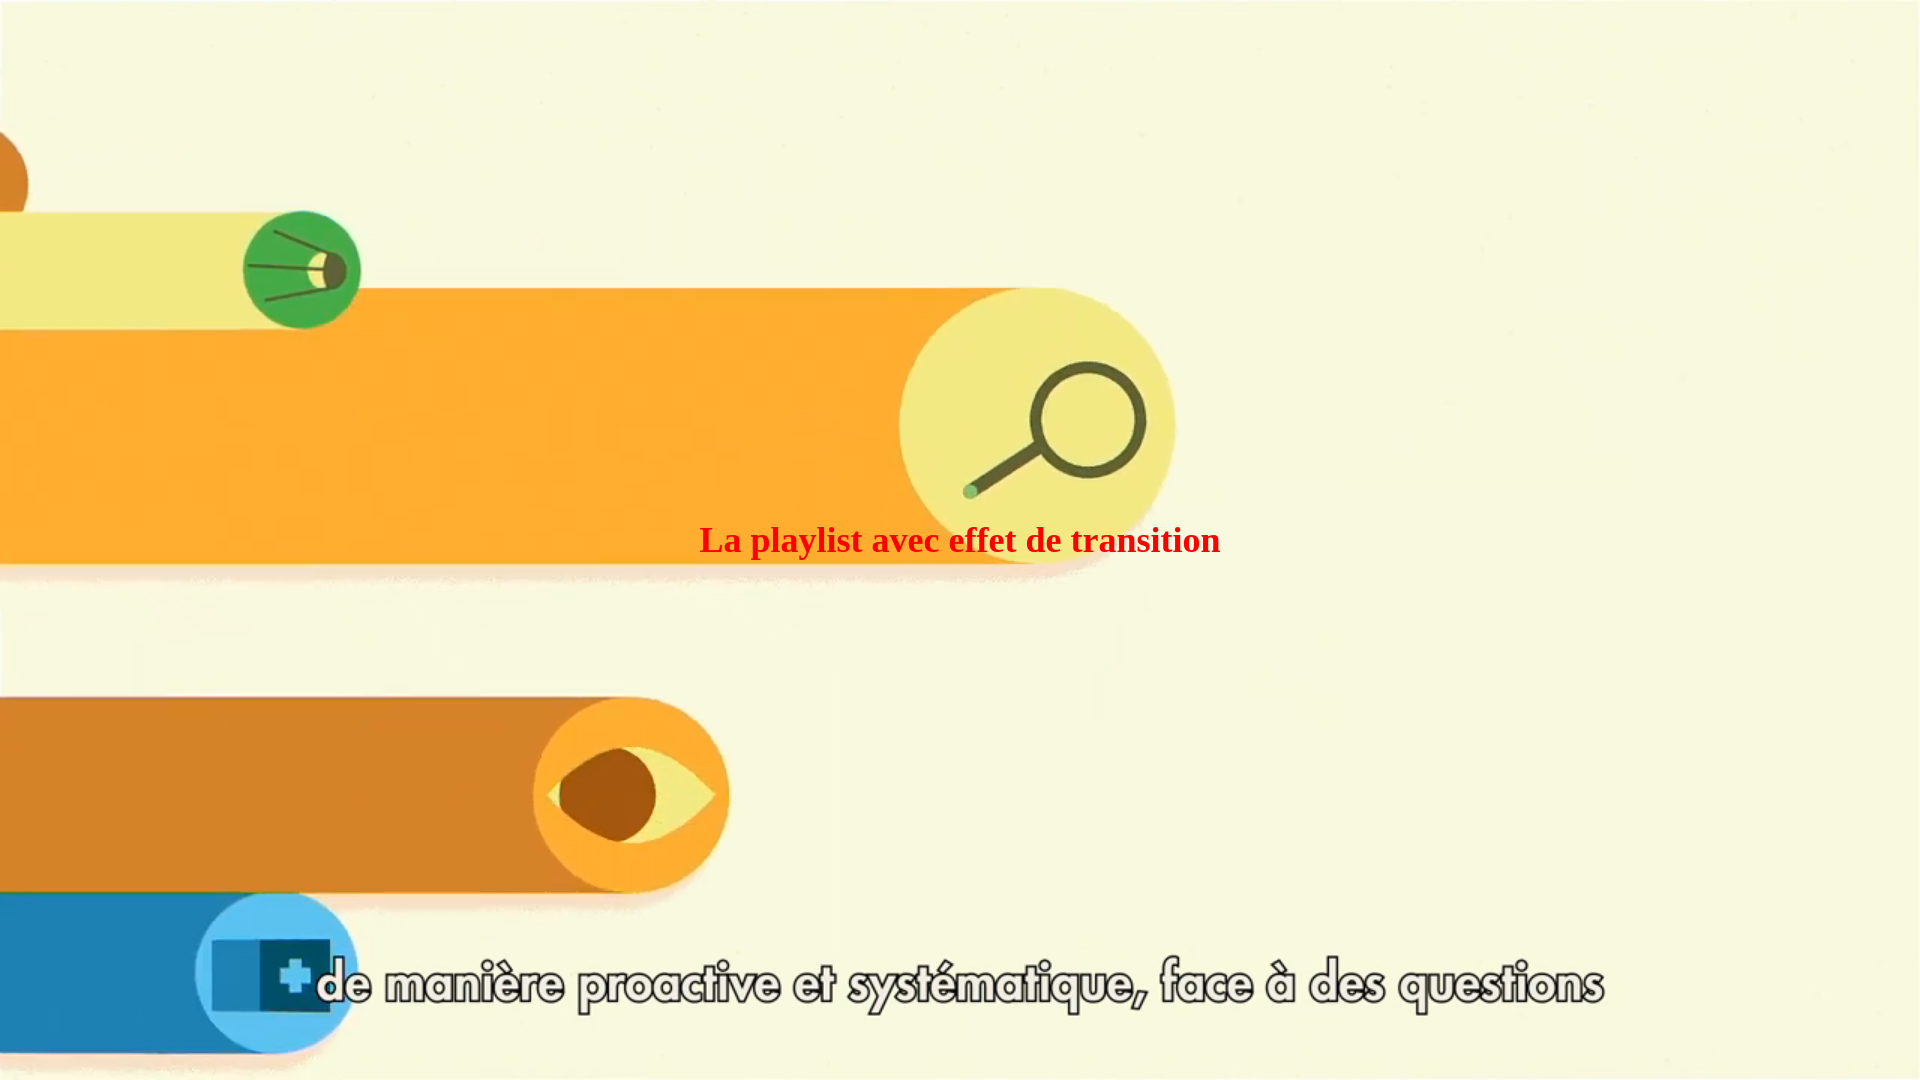 La playlist avec effet de transition
de manière proactive et systématique, face à des questions